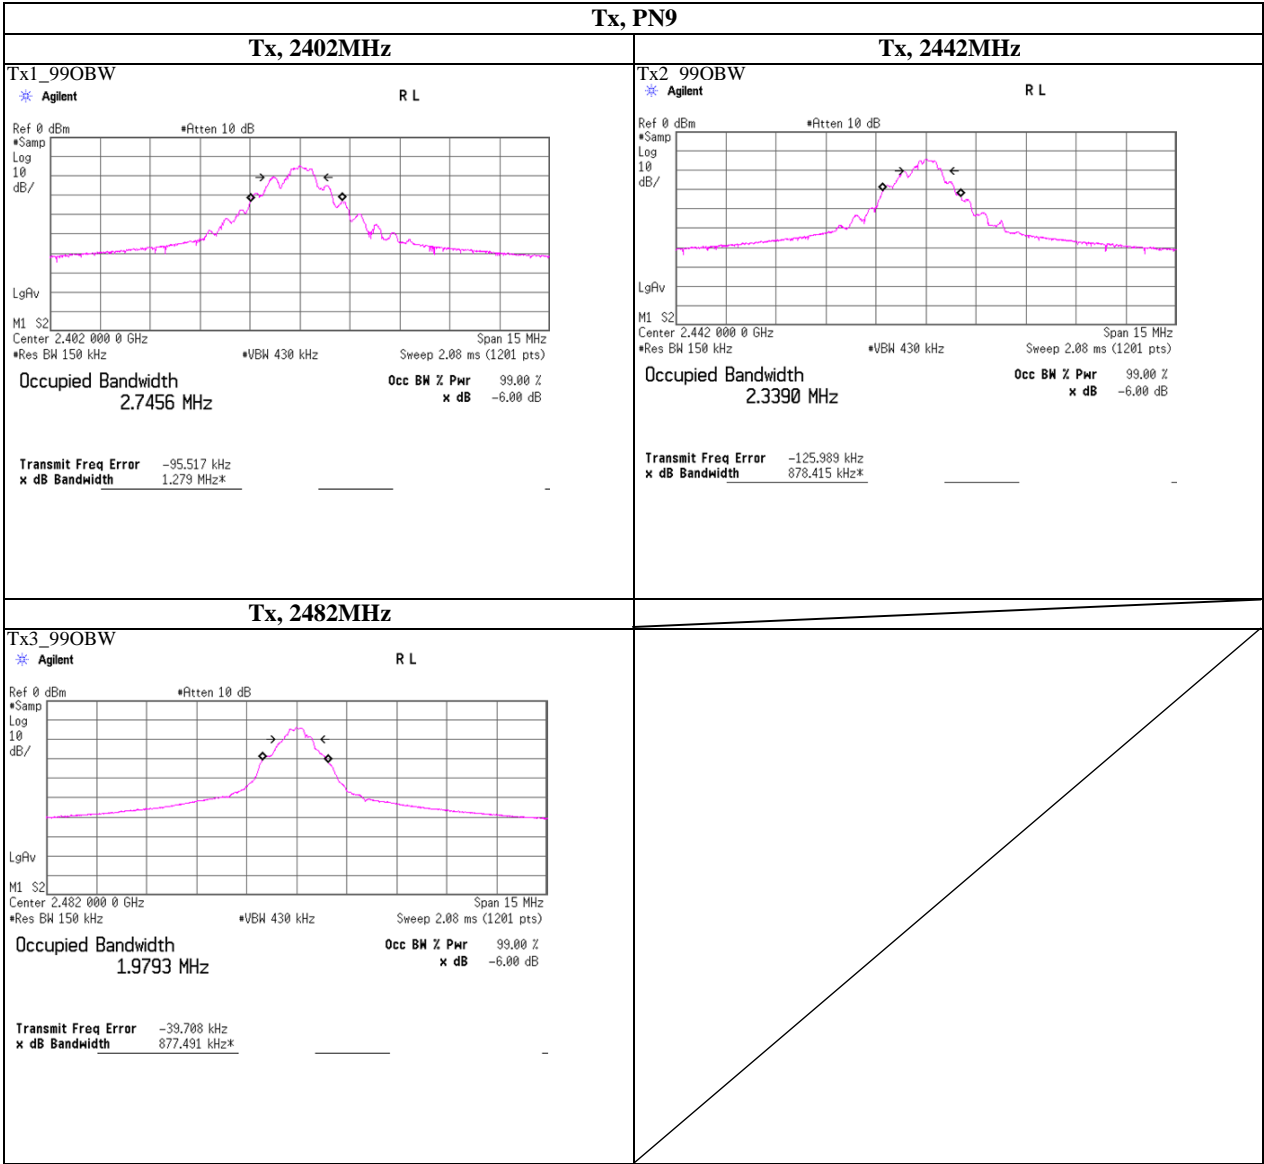 Tx, PN9
Tx, 2402MHz
Tx, 2442MHz
Tx1_99OBW
Agilent
R L
Ref 0 dBm
#Atten 10 dB
#Samp
Log
10
dB/
LgAv
M1 S2
Center 2.402 000 0 GHz
Span 15 MHz
#Res BW 150 kHz
#VBW 430 kHz
Sweep 2.08 ms (1201 pts)
Occupied Bandwidth
2.7456 MHz
Occ BW % Pwr 99.00 %
x dB -6.00 dB
Transmit Freq Error -95.517 kHz
x dB Bandwidth 1.279 MHz*
Tx2_99OBW
Agilent
R L
Ref 0 dBm
#Atten 10 dB
#Samp
Log
10
dB/
LgAv
M1 S2
Center 2.442 000 0 GHz
Span 15 MHz
#Res BW 150 kHz
#VBW 430 kHz
Sweep 2.08 ms (1201 pts)
Occupied Bandwidth
2.3390 MHz
Occ BW % Pwr 99.00 %
x dB -6.00 dB
Transmit Freq Error -125.989 kHz
x dB Bandwidth 878.415 kHz*
Tx, 2482MHz
Tx3_99OBW
Agilent
R L
Ref 0 dBm
#Atten 10 dB
#Samp
Log
10
dB/
LgAv
M1 S2
Center 2.482 000 0 GHz
Span 15 MHz
#Res BW 150 kHz
#VBW 430 kHz
Sweep 2.08 ms (1201 pts)
Occupied Bandwidth
1.9793 MHz
Occ BW % Pwr 99.00 %
x dB -6.00 dB
Transmit Freq Error -39.708 kHz
x dB Bandwidth 877.491 kHz*